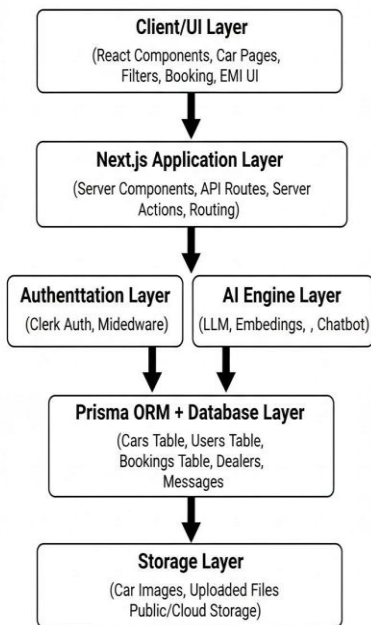 Client/UI Layer
(React Components, Car Pages,
Filters, Booking, EMI UI
Next.js Application Layer
(Server Components, API Routes, Server
Actions, Routing)
Authenttation Layer
(Clerk Auth, Midedware)
AI Engine Layer
(LLM, Embedings, , Chatbot)
Prisma ORM + Database Layer
(Cars Table, Users Table,
Bookings Table, Dealers,
Messages
Storage Layer
(Car Images, Uploaded Files
Public/Cloud Storage)